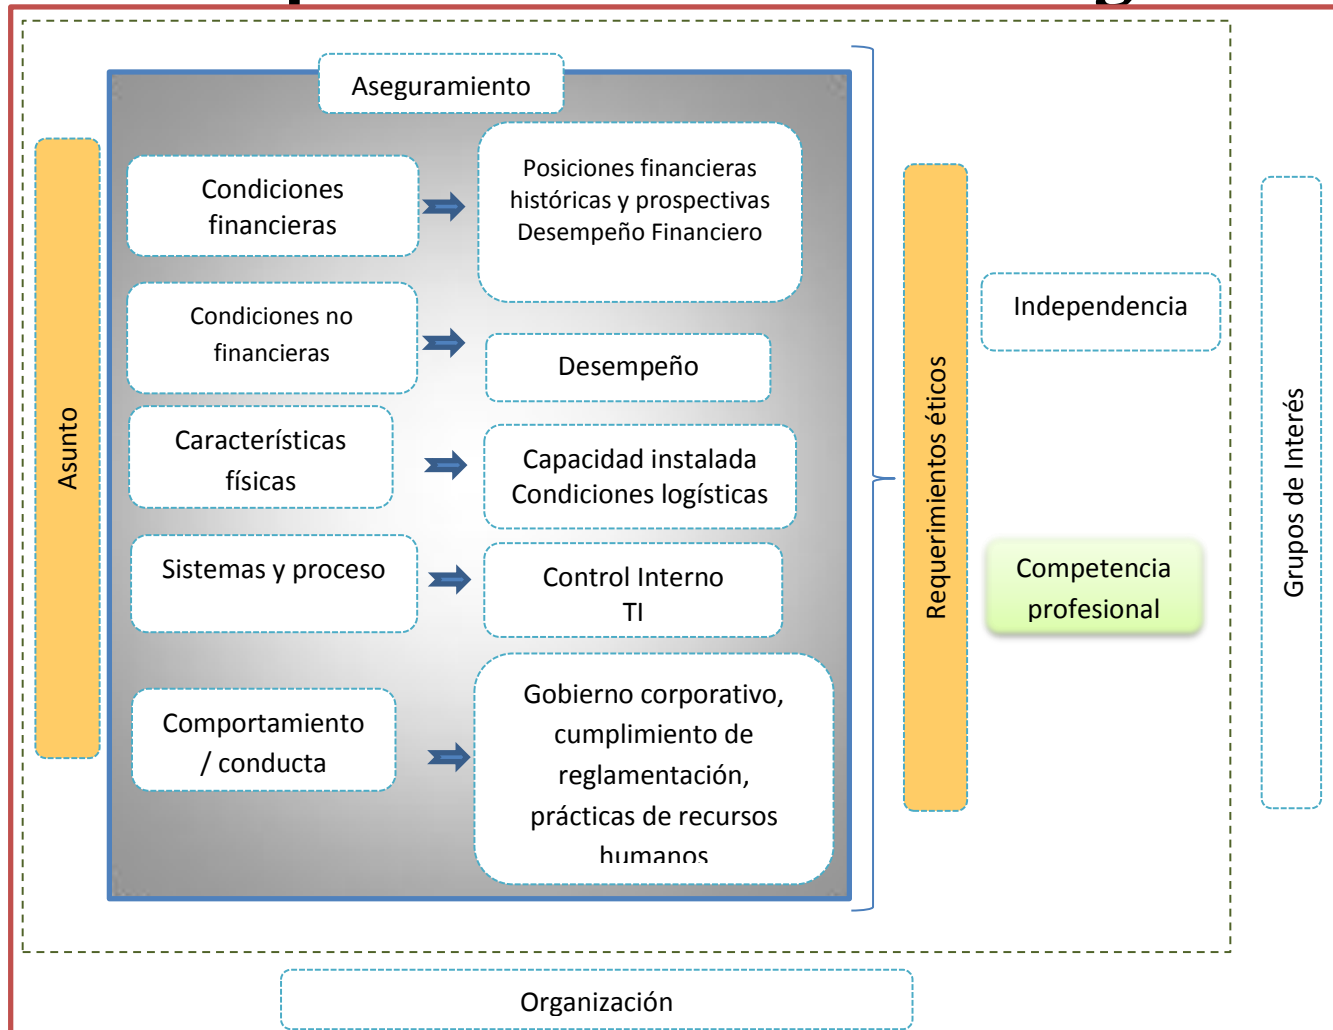 Aseguramiento
Asunto
Condiciones
financieras
Posiciones financieras
históricas y prospectivas
Desempeño Financiero
Condiciones no
financieras
Desempeño
Características
físicas
Capacidad instalada
Condiciones logísticas
Sistemas y proceso
Control Interno
TI
Comportamiento
/ conducta
Gobierno corporativo,
cumplimiento de
reglamentación,
prácticas de recursos
humanos
Requerimientos éticos
Independencia
Competencia
profesional
Grupos de Interés
Organización